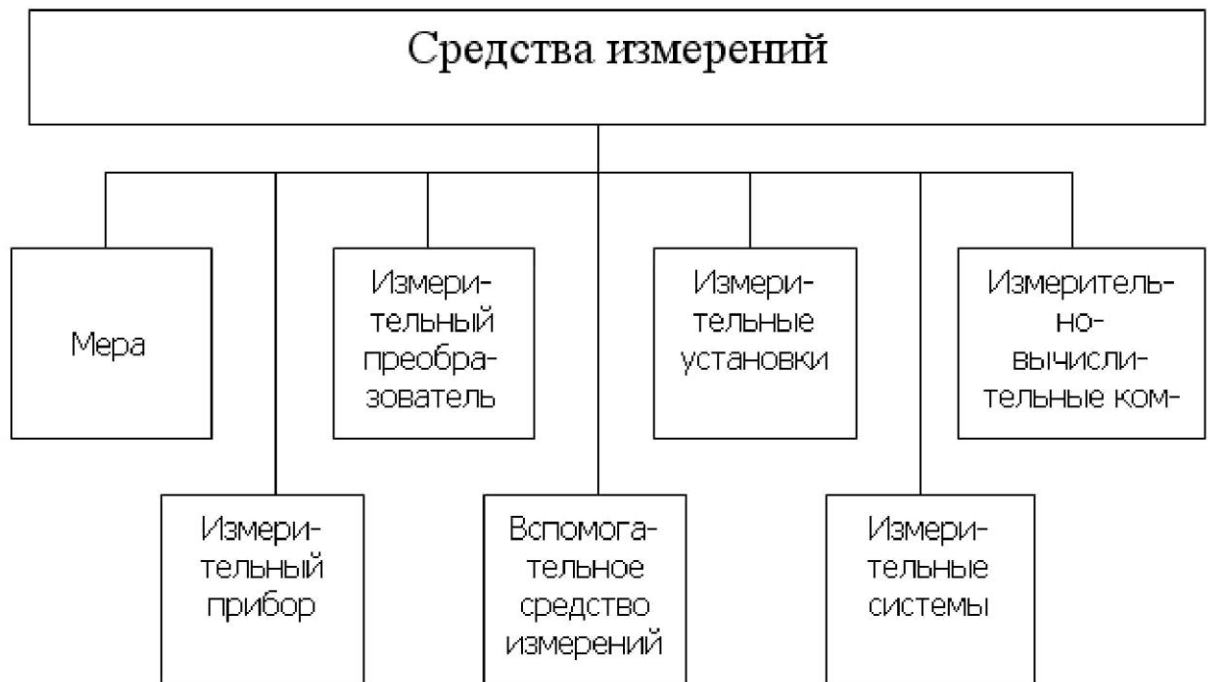 Средства измерений
Мера
Измери-
тельный
преобра-
зователь
Измери-
тельные
установки
Измеритель-
но-
вычисли-
тельные ком-
Измери-
тельный
прибор
Вспомога-
тельное
средство
измерений
Измери-
тельные
системы